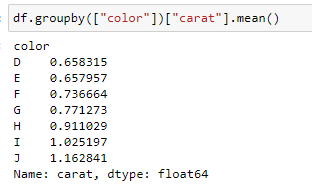 df.groupby(["color"])["carat"].mean()
color
D    0.658315
E    0.657957
F    0.736664
G    0.771273
H    0.911029
I    1.025197
J    1.162841
Name: carat, dtype: float64